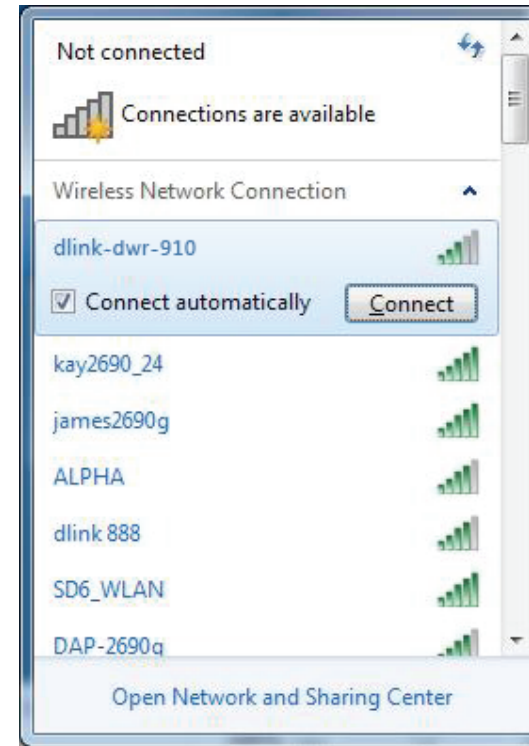 Not connected
Connections are available
Wireless Network Connection
dlink-dwr-910
Connect automatically Connect
kay2690_24
james2690g
ALPHA
dlink 888
SD6_WLAN
DAP-2690g
Open Network and Sharing Center